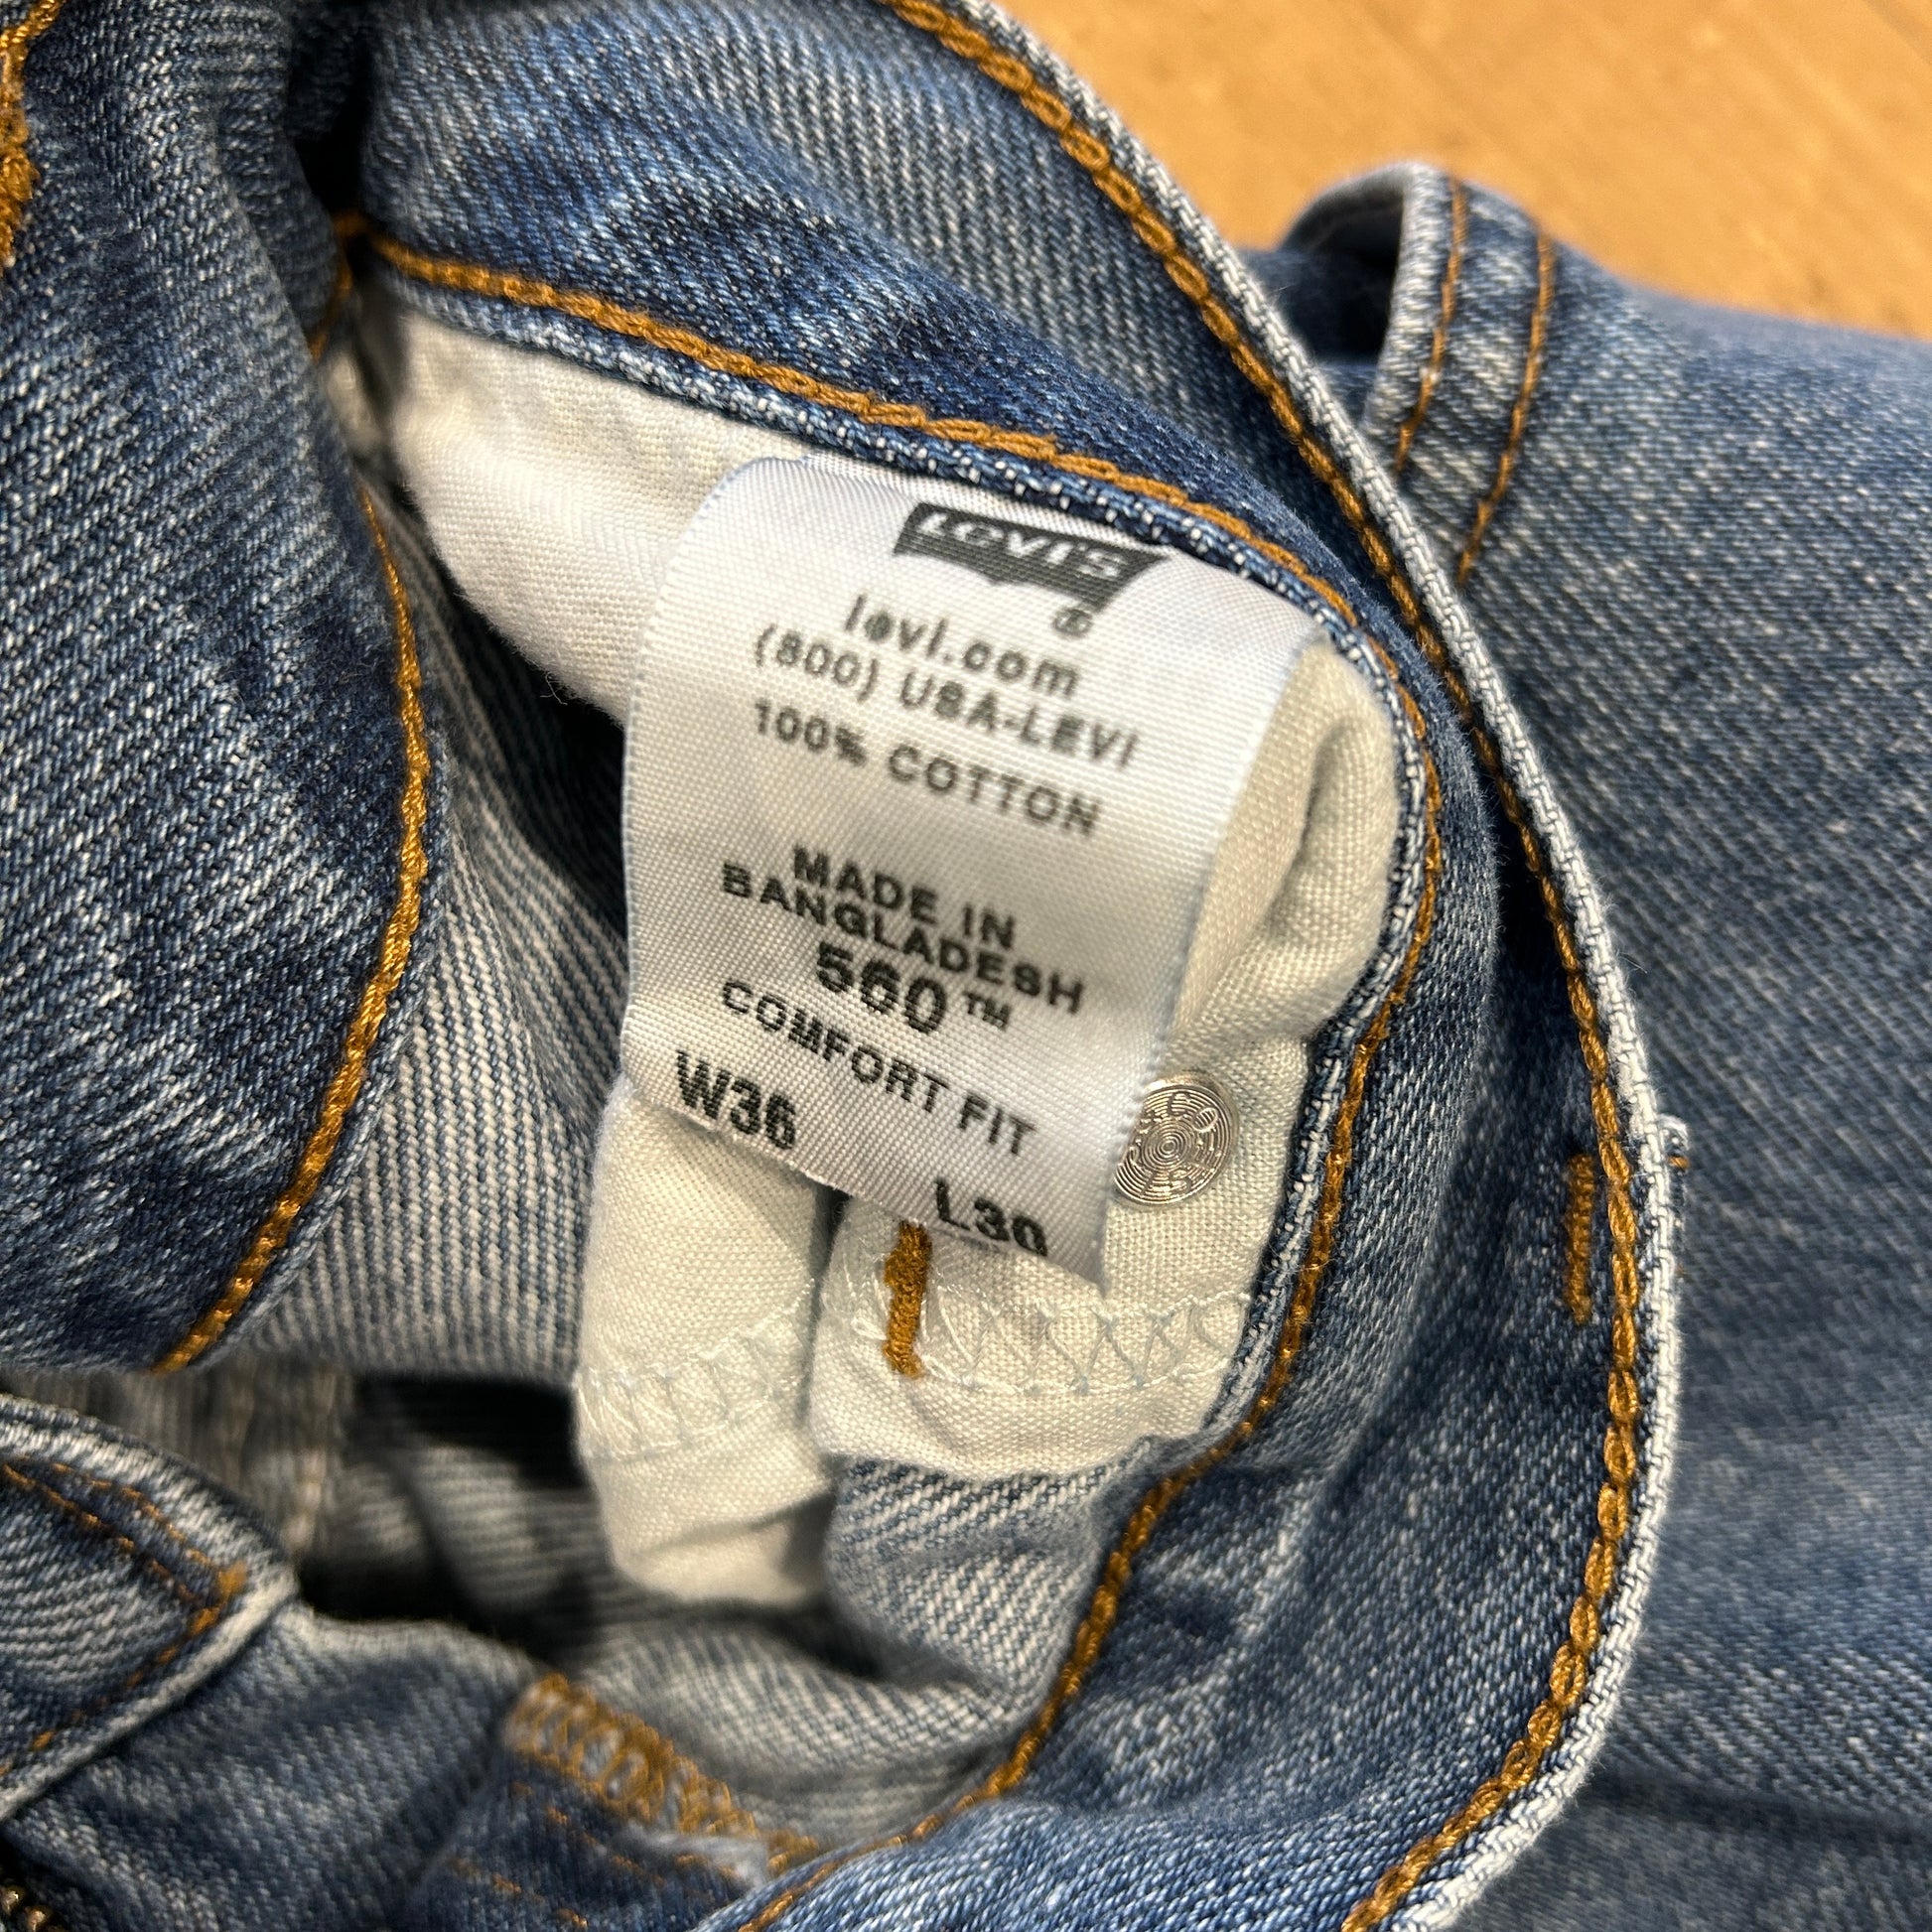 LEVI'S
®
levi.com
(800) USA-LEVI
100% COTTON
MADE IN
BANGLADESH
560™
COMFORT FIT
W36 L30